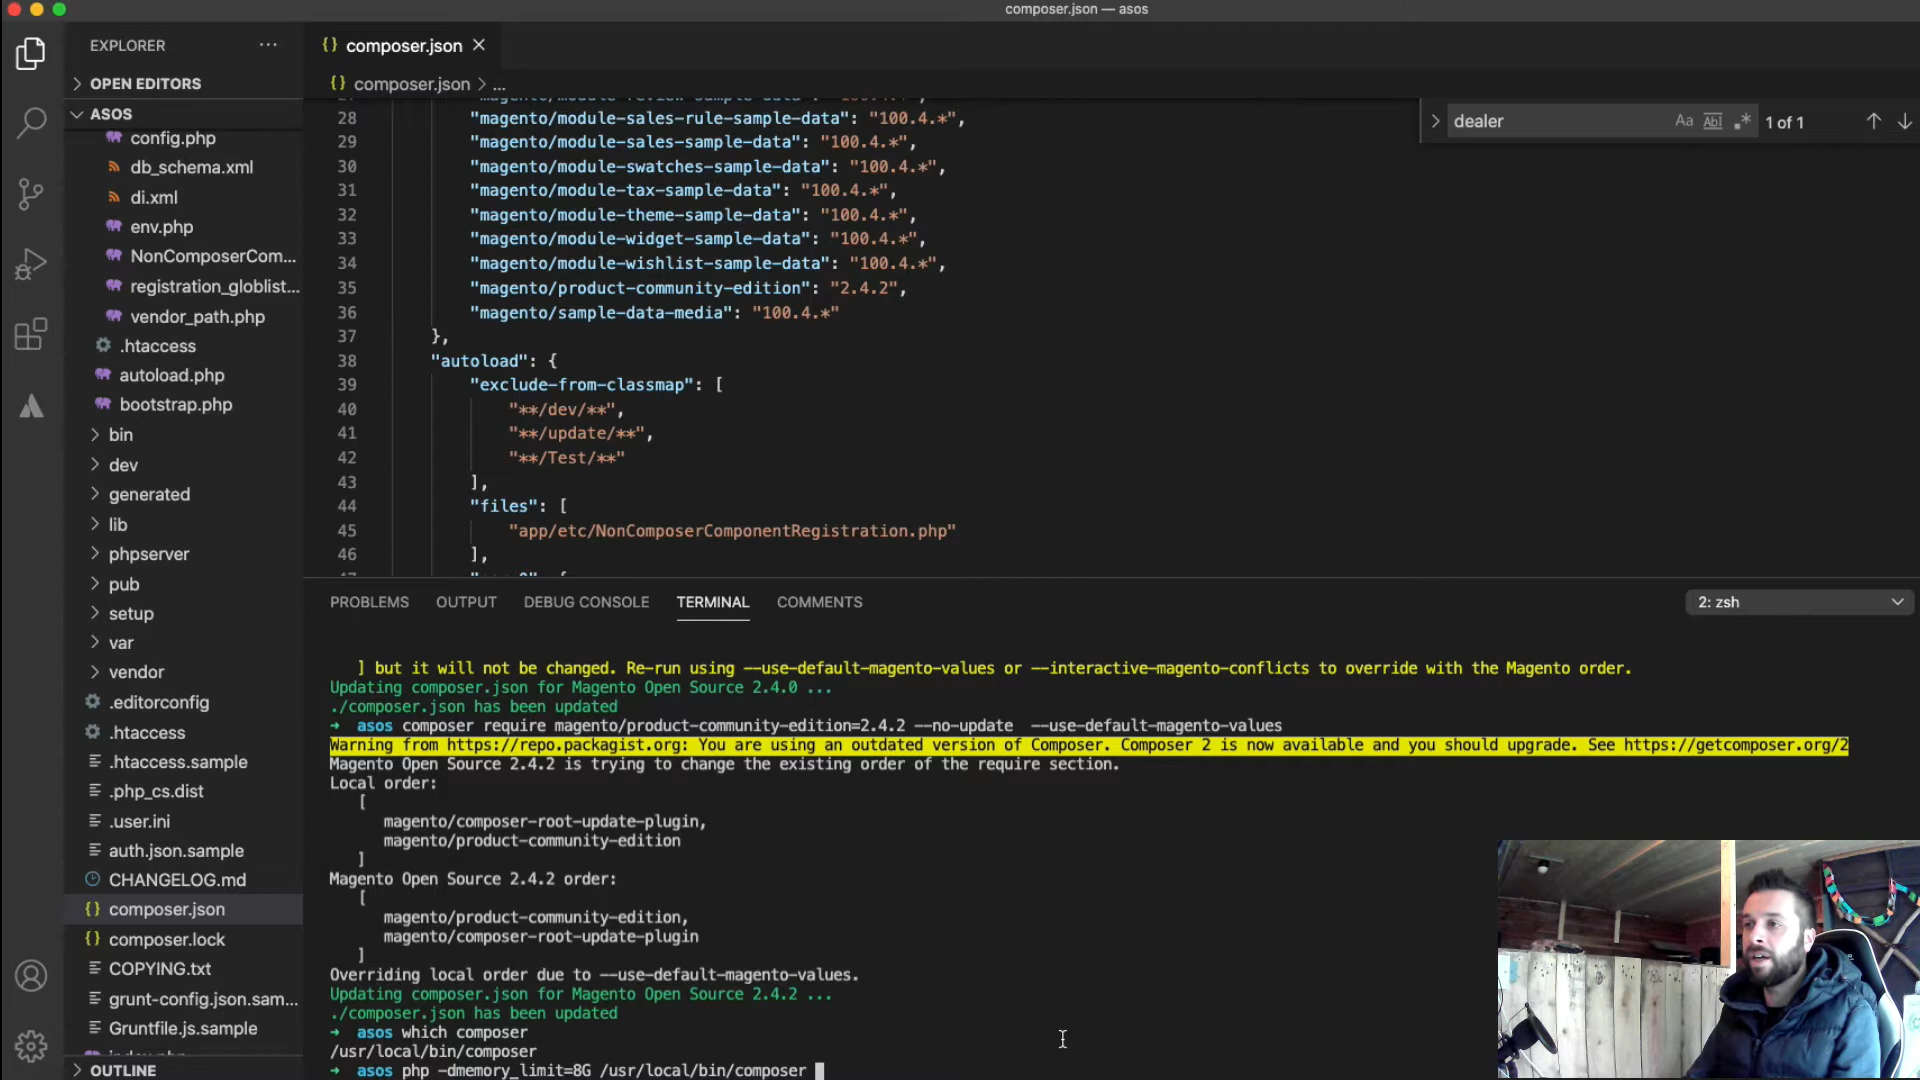 composer.json — asos
EXPLORER
···
OPEN EDITORS
ASOS
config.php
db_schema.xml
di.xml
env.php
NonComposerCom...
registration_globlist...
vendor_path.php
.htaccess
autoload.php
bootstrap.php
bin
dev
generated
lib
phpserver
pub
setup
var
vendor
.editorconfig
.htaccess
.htaccess.sample
.php_cs.dist
.user.ini
auth.json.sample
CHANGELOG.md
{} composer.json
{} composer.lock
COPYING.txt
grunt-config.json.sam...
Gruntfile.js.sample
index.php
OUTLINE
{} composer.json ×
{} composer.json > ...
dealer
Aa Abl .* 1 of 1
28 "magento/module-sales-rule-sample-data": "100.4.*",
29 "magento/module-sales-sample-data": "100.4.*",
30 "magento/module-swatches-sample-data": "100.4.*",
31 "magento/module-tax-sample-data": "100.4.*",
32 "magento/module-theme-sample-data": "100.4.*",
33 "magento/module-widget-sample-data": "100.4.*",
34 "magento/module-wishlist-sample-data": "100.4.*",
35 "magento/product-community-edition": "2.4.2",
36 "magento/sample-data-media": "100.4.*"
37 },
38 "autoload": {
39 "exclude-from-classmap": [
40 "**/dev/**",
41 "**/update/**",
42 "**/Test/**"
43 ],
44 "files": [
45 "app/etc/NonComposerComponentRegistration.php"
46 ],
PROBLEMS OUTPUT DEBUG CONSOLE TERMINAL COMMENTS
2: zsh
] but it will not be changed. Re-run using --use-default-magento-values or --interactive-magento-conflicts to override with the Magento order.
Updating composer.json for Magento Open Source 2.4.0 ...
./composer.json has been updated
➜ asos composer require magento/product-community-edition=2.4.2 --no-update --use-default-magento-values
Warning from https://repo.packagist.org: You are using an outdated version of Composer. Composer 2 is now available and you should upgrade. See https://getcomposer.org/2
Magento Open Source 2.4.2 is trying to change the existing order of the require section.
Local order:
[
magento/composer-root-update-plugin,
magento/product-community-edition
]
Magento Open Source 2.4.2 order:
[
magento/product-community-edition,
magento/composer-root-update-plugin
]
Overriding local order due to --use-default-magento-values.
Updating composer.json for Magento Open Source 2.4.2 ...
./composer.json has been updated
➜ asos which composer
/usr/local/bin/composer
➜ asos php -dmemory_limit=8G /usr/local/bin/composer